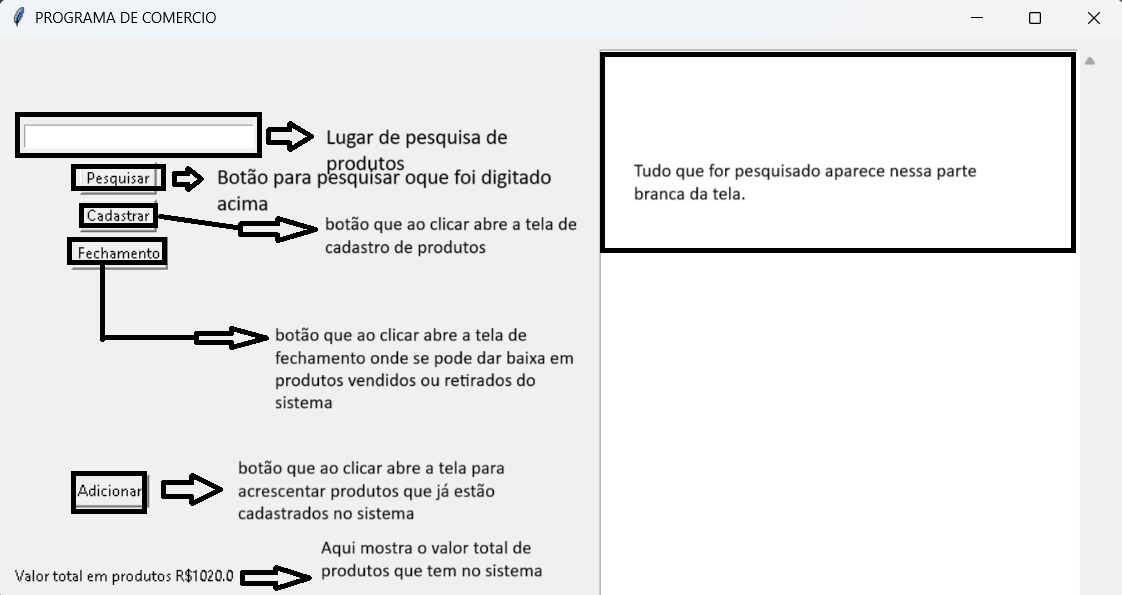 PROGRAMA DE COMERCIO
Lugar de pesquisa de
produtos
Pesquisar
Botão para pesquisar oque foi digitado
acima
Cadastrar
botão que ao clicar abre a tela de
cadastro de produtos
Fechamento
botão que ao clicar abre a tela de
fechamento onde se pode dar baixa em
produtos vendidos ou retirados do
sistema
Adicionar
botão que ao clicar abre a tela para
acrescentar produtos que já estão
cadastrados no sistema
Aqui mostra o valor total de
produtos que tem no sistema
Valor total em produtos R$1020.0
Tudo que for pesquisado aparece nessa parte
branca da tela.